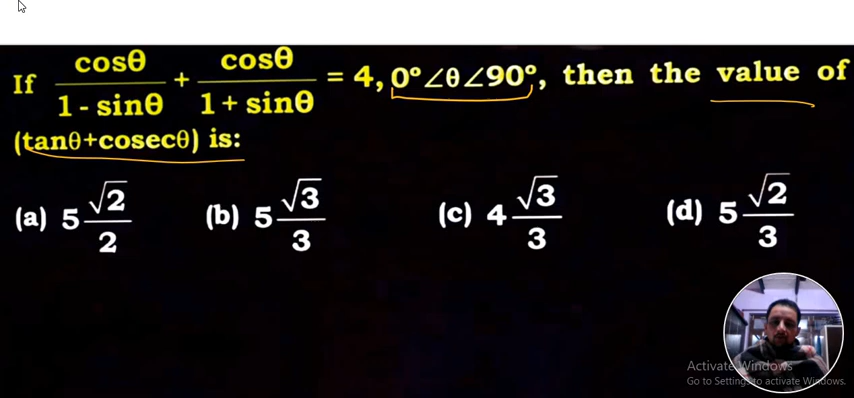 If cosθ / 1 - sinθ + cosθ / 1 + sinθ = 4, 0°∠θ∠90°, then the value of
(tanθ+cosecθ) is:
(a) 5 √2 / 2 (b) 5 √3 / 3 (c) 4 √3 / 3 (d) 5 √2 / 3
Activate Windows
Go to Settings to activate Windows.